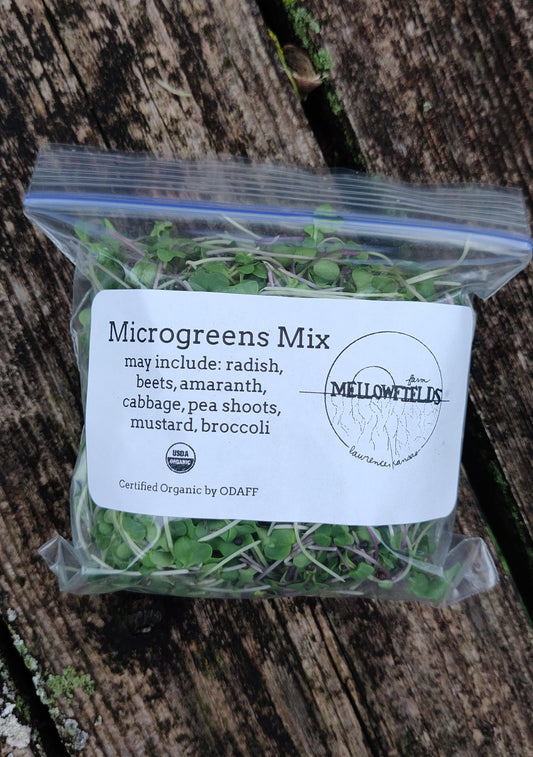 Microgreens Mix
may include: radish,
beets, amaranth,
cabbage, pea shoots,
mustard, broccoli
USDA
ORGANIC
Certified Organic by ODAFF
farm
MELLOWFIELDS
lawrence, kansas